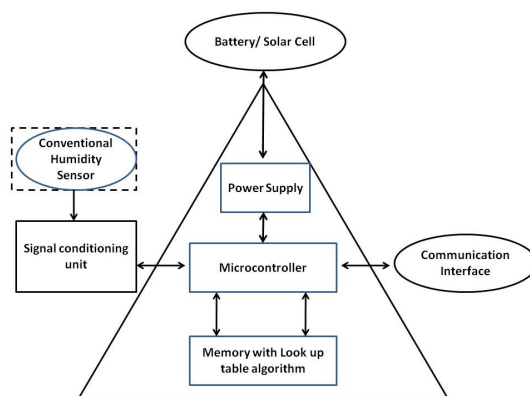 Battery/ Solar Cell
Conventional
Humidity
Sensor
Power Supply
Signal conditioning
unit
Microcontroller
Communication
Interface
Memory with Look up
table algorithm